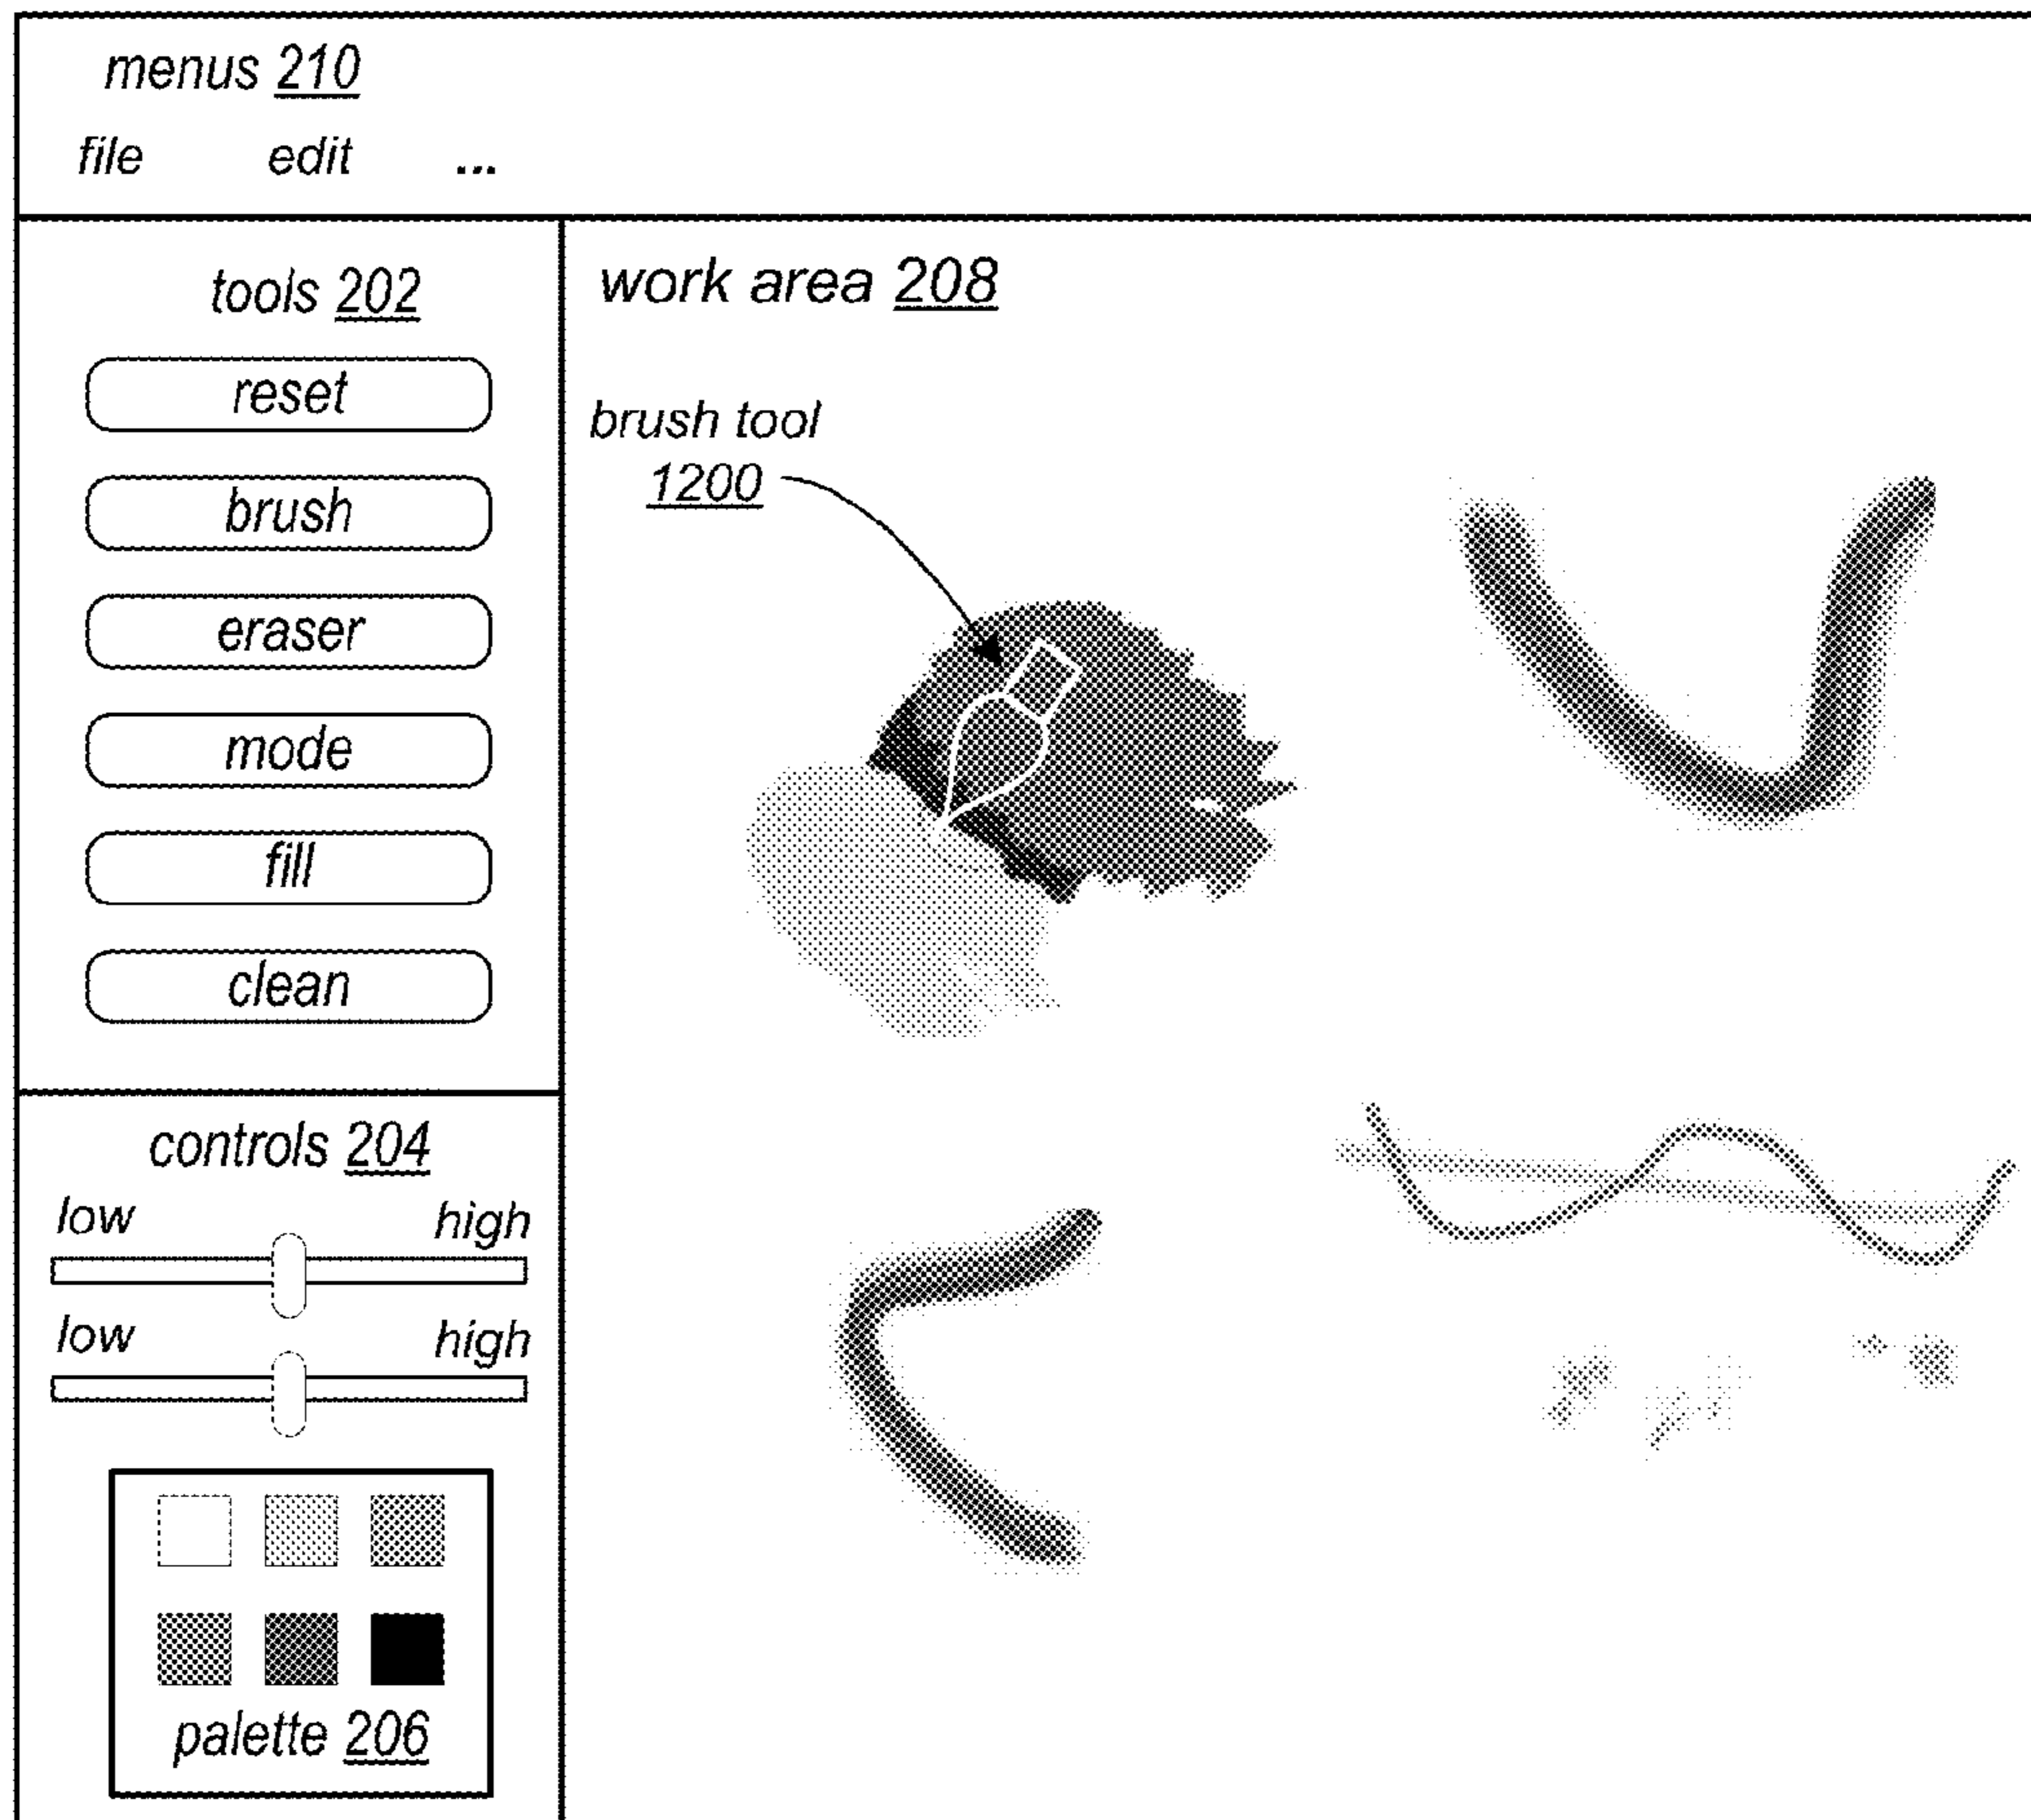 menus 210
file edit ...
tools 202
reset
brush
eraser
mode
fill
clean
controls 204
low high
low high
palette 206
work area 208
brush tool
1200